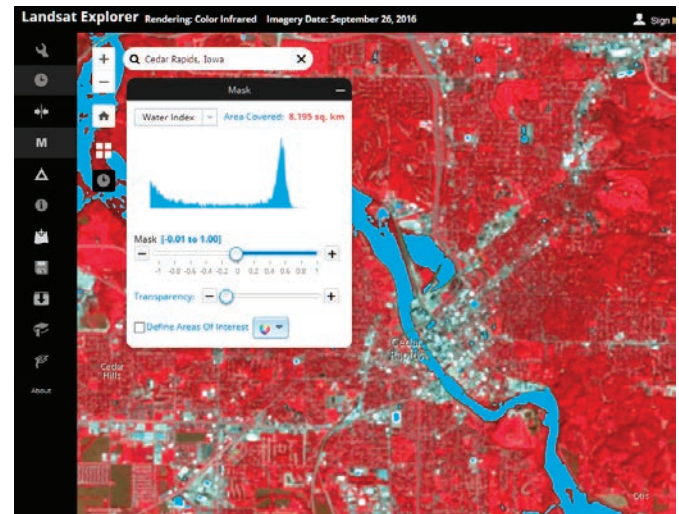 Landsat Explorer Rendering: Color Infrared Imagery Date: September 26, 2016 Sign
Cedar Rapids, Iowa
Mask
Water Index Area Covered: 8.195 sq. km
Mask [-0.01 to 1.00]
-1 -0.8 -0.6 -0.4 -0.2 0 0.2 0.4 0.6 0.8 1
Transparency:
Define Areas Of Interest
M
About
Cedar
Hills
Cedar
Rapids
Otis